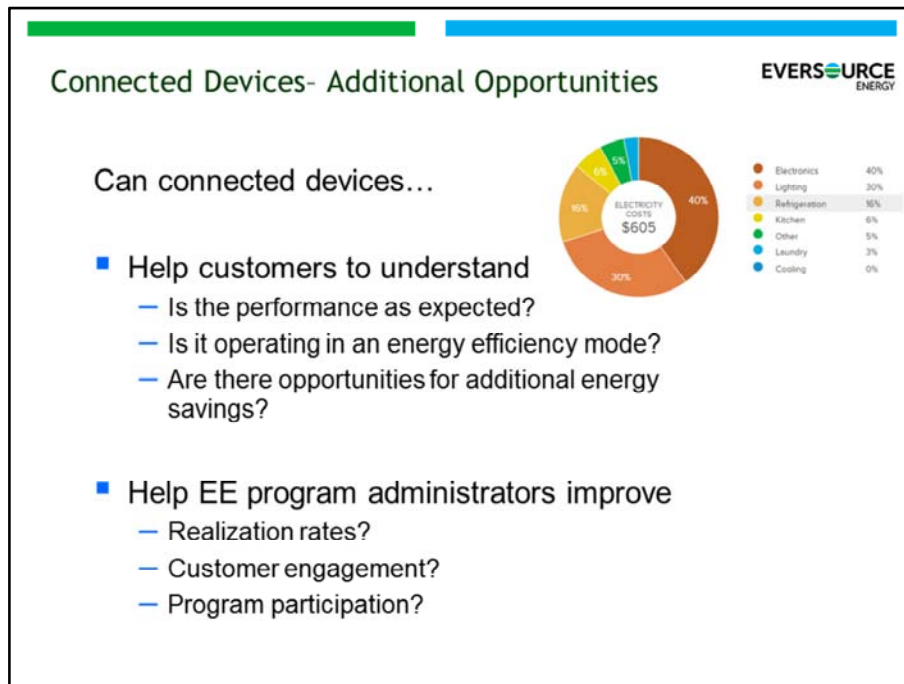 Connected Devices– Additional Opportunities
EVERSOURCE
ENERGY
Can connected devices…
Help customers to understand
– Is the performance as expected?
– Is it operating in an energy efficiency mode?
– Are there opportunities for additional energy
savings?
Help EE program administrators improve
– Realization rates?
– Customer engagement?
– Program participation?
40%
30%
16%
6%
5%
ELECTRICITY
COSTS
$605
Electronics 40%
Lighting 30%
Refrigeration 16%
Kitchen 6%
Other 5%
Laundry 3%
Cooling 0%